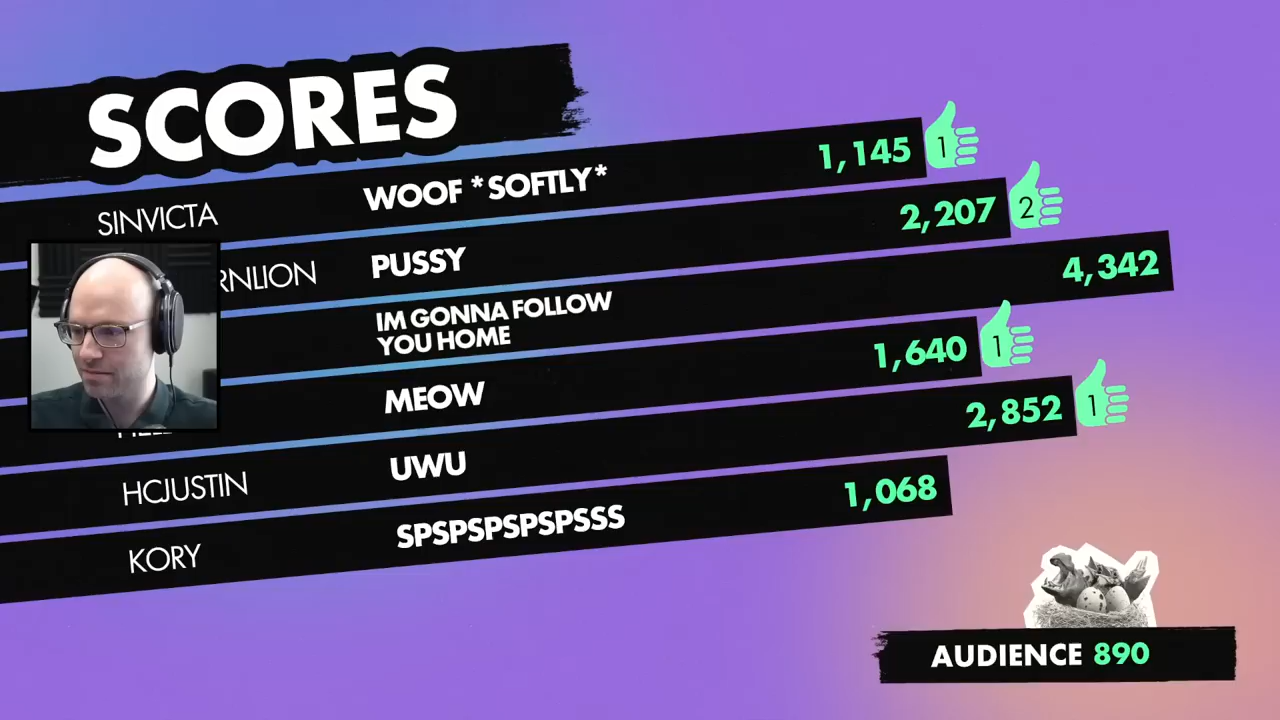 SCORES
SINVICTA WOOF *SOFTLY* 1,145 1
RNLION PUSSY 2,207 2
IM GONNA FOLLOW
YOU HOME 4,342
MEOW 1,640 1
HCJUSTIN UWU 2,852 1
KORY SPSPSPSPSPSSS 1,068
AUDIENCE 890